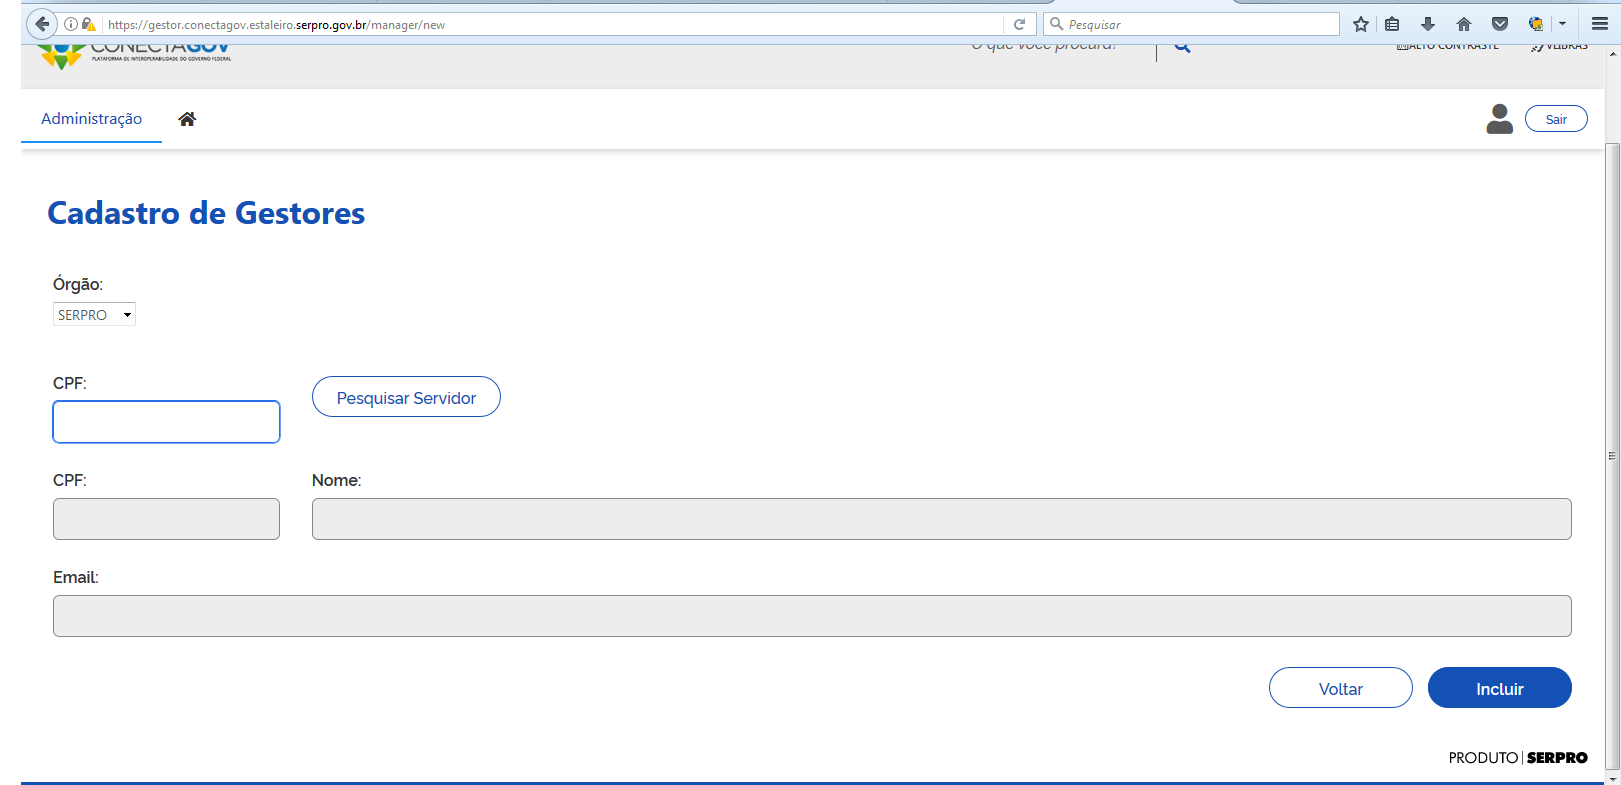 https://gestor.conectagov.estaleiro.serpro.gov.br/manager/new
Pesquisar
CONECTAGOV
PLATAFORMA DE INTEROPERABILIDADE DO GOVERNO FEDERAL
O que você procura?
ALTO CONTRASTE
VLIBRAS
Administração
Sair
Cadastro de Gestores
Órgão:
SERPRO
CPF:
Pesquisar Servidor
CPF:
Nome:
Email:
Voltar
Incluir
PRODUTO | SERPRO